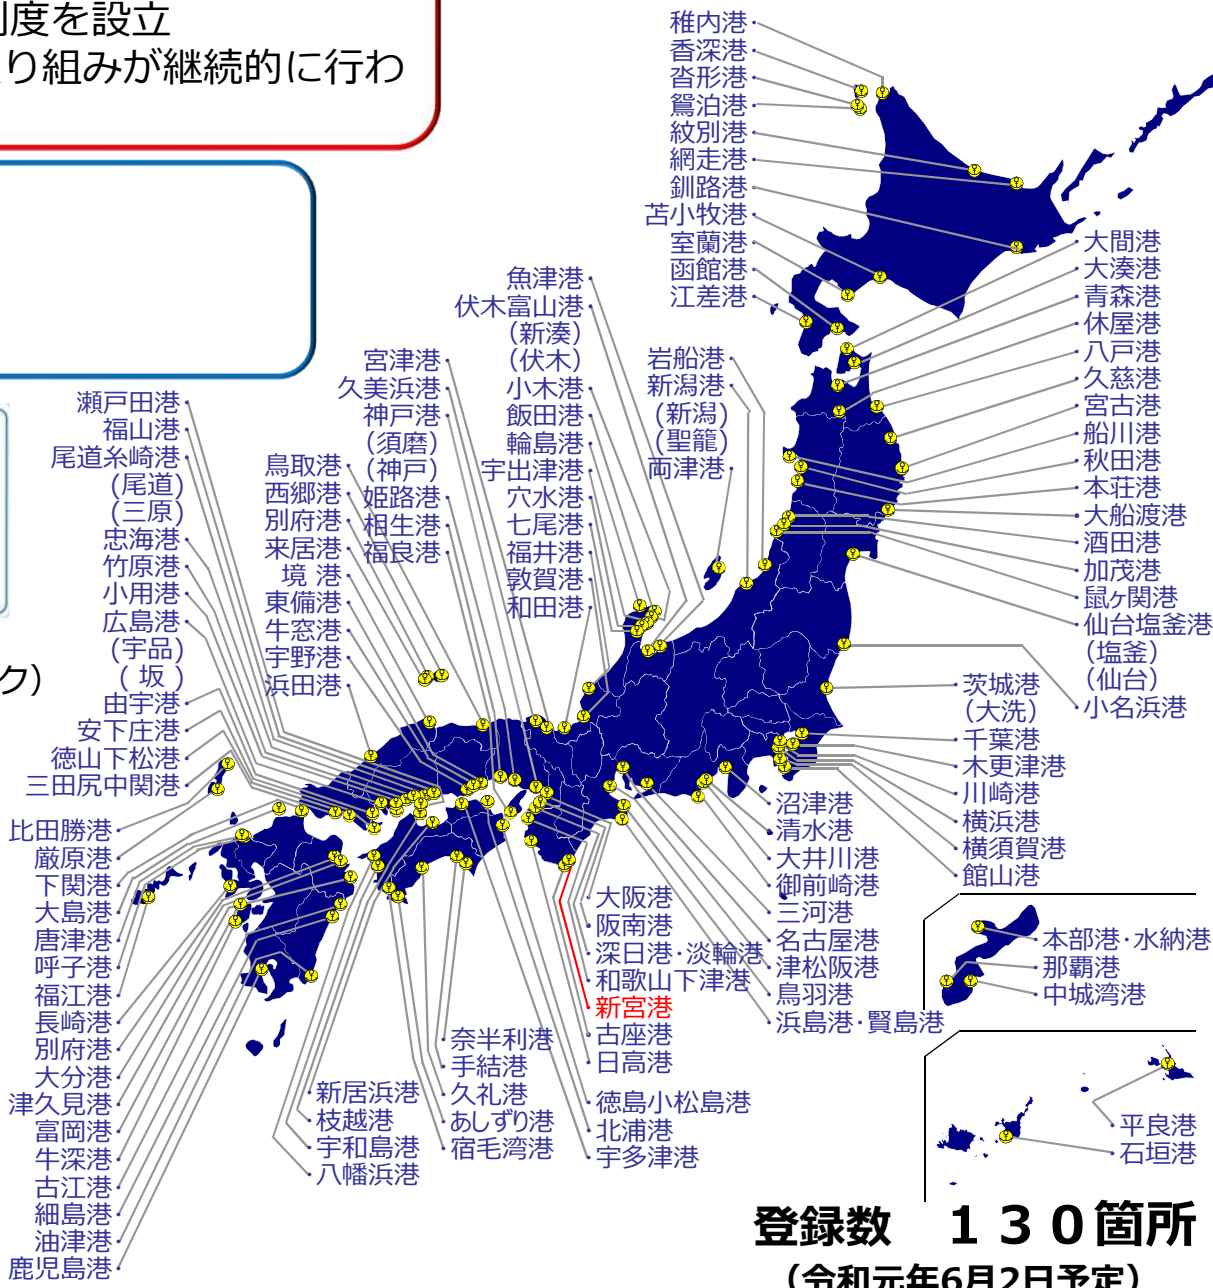 制度を設立
り組みが継続的に行わ
ク）
稚内港
香深港
沓形港
鴛泊港
紋別港
網走港
釧路港
苫小牧港
室蘭港
函館港
江差港
大間港
大湊港
青森港
休屋港
八戸港
久慈港
宮古港
船川港
秋田港
本荘港
大船渡港
酒田港
加茂港
鼠ヶ関港
仙台塩釜港
(塩釜)
(仙台)
小名浜港
魚津港
伏木富山港
(新湊)
(伏木)
小木港
飯田港
輪島港
宇出津港
穴水港
七尾港
福井港
敦賀港
和田港
岩船港
新潟港
(新潟)
(聖籠)
両津港
宮津港
久美浜港
神戸港
(須磨)
(神戸)
姫路港
相生港
福良港
鳥取港
西郷港
別府港
来居港
境 港
東備港
牛窓港
宇野港
浜田港
瀬戸田港
福山港
尾道糸崎港
(尾道)
(三原)
忠海港
竹原港
小用港
広島港
(宇品)
( 坂 )
由宇港
安下庄港
徳山下松港
三田尻中関港
比田勝港
厳原港
下関港
大島港
唐津港
呼子港
福江港
長崎港
別府港
大分港
津久見港
富岡港
牛深港
古江港
細島港
油津港
鹿児島港
新居浜港
枝越港
宇和島港
八幡浜港
奈半利港
手結港
久礼港
あしずり港
宿毛湾港
大阪港
阪南港
深日港・淡輪港
和歌山下津港
新宮港
古座港
日高港
徳島小松島港
北浦港
宇多津港
茨城港
(大洗)
千葉港
木更津港
川崎港
横浜港
横須賀港
館山港
沼津港
清水港
大井川港
御前崎港
三河港
名古屋港
津松阪港
鳥羽港
浜島港・賢島港
本部港・水納港
那覇港
中城湾港
平良港
石垣港
登録数　１３０箇所
（令和元年6月2日予定）